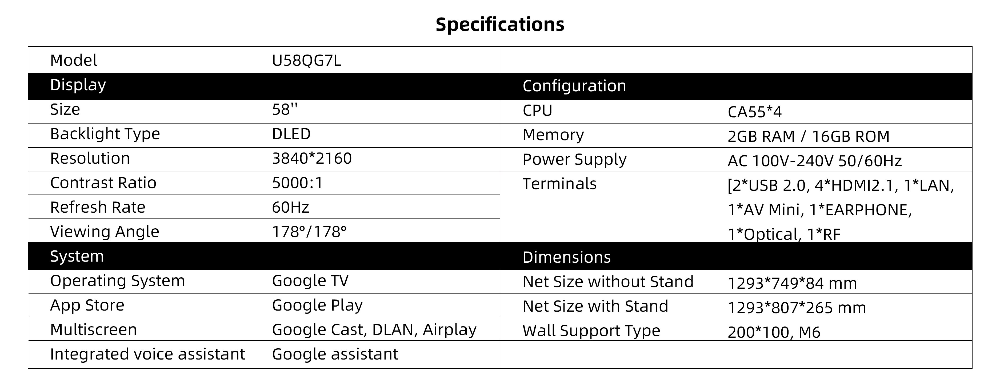 Specifications
Model U58QG7L
Display Configuration
Size 58'' CPU CA55*4
Backlight Type DLED Memory 2GB RAM / 16GB ROM
Resolution 3840*2160 Power Supply AC 100V-240V 50/60Hz
Contrast Ratio 5000:1 Terminals [2*USB 2.0, 4*HDMI2.1, 1*LAN,
Refresh Rate 60Hz 1*AV Mini, 1*EARPHONE,
Viewing Angle 178°/178° 1*Optical, 1*RF
System Dimensions
Operating System Google TV Net Size without Stand 1293*749*84 mm
App Store Google Play Net Size with Stand 1293*807*265 mm
Multiscreen Google Cast, DLAN, Airplay Wall Support Type 200*100, M6
Integrated voice assistant Google assistant